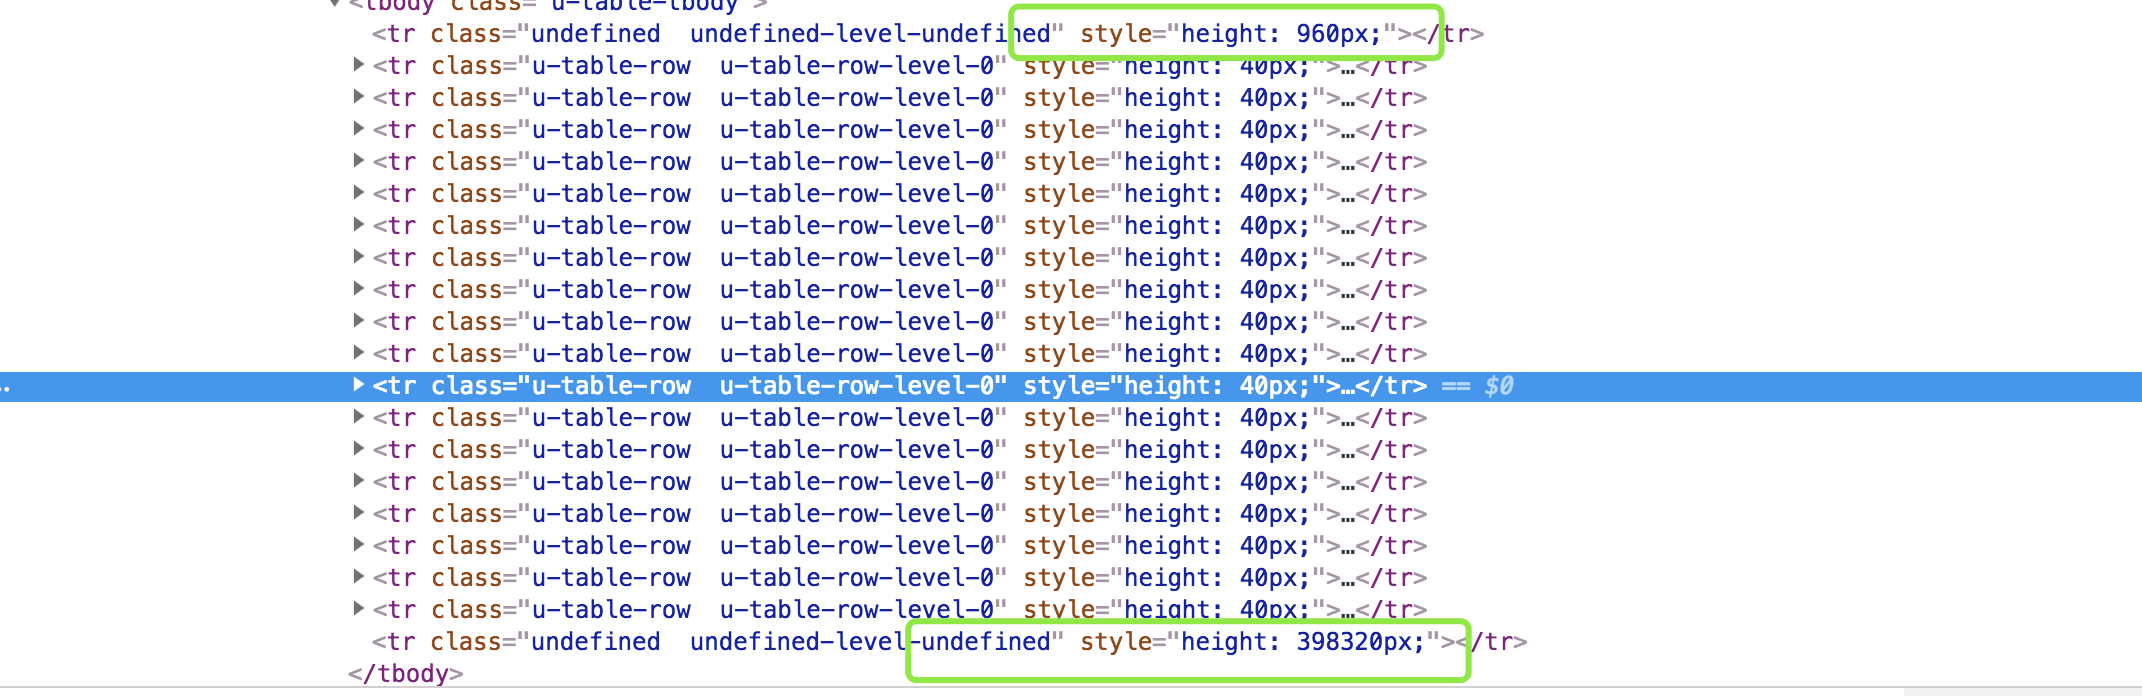 <tbody class="u-table-tbody">
<tr class="undefined  undefined-level-undefined" style="height: 960px;"></tr>
<tr class="u-table-row  u-table-row-level-0" style="height: 40px;">…</tr>
<tr class="u-table-row  u-table-row-level-0" style="height: 40px;">…</tr>
<tr class="u-table-row  u-table-row-level-0" style="height: 40px;">…</tr>
<tr class="u-table-row  u-table-row-level-0" style="height: 40px;">…</tr>
<tr class="u-table-row  u-table-row-level-0" style="height: 40px;">…</tr>
<tr class="u-table-row  u-table-row-level-0" style="height: 40px;">…</tr>
<tr class="u-table-row  u-table-row-level-0" style="height: 40px;">…</tr>
<tr class="u-table-row  u-table-row-level-0" style="height: 40px;">…</tr>
<tr class="u-table-row  u-table-row-level-0" style="height: 40px;">…</tr>
<tr class="u-table-row  u-table-row-level-0" style="height: 40px;">…</tr>
<tr class="u-table-row  u-table-row-level-0" style="height: 40px;">…</tr> == $0
<tr class="u-table-row  u-table-row-level-0" style="height: 40px;">…</tr>
<tr class="u-table-row  u-table-row-level-0" style="height: 40px;">…</tr>
<tr class="u-table-row  u-table-row-level-0" style="height: 40px;">…</tr>
<tr class="u-table-row  u-table-row-level-0" style="height: 40px;">…</tr>
<tr class="u-table-row  u-table-row-level-0" style="height: 40px;">…</tr>
<tr class="u-table-row  u-table-row-level-0" style="height: 40px;">…</tr>
<tr class="u-table-row  u-table-row-level-0" style="height: 40px;">…</tr>
<tr class="undefined  undefined-level-undefined" style="height: 398320px;"></tr>
</tbody>